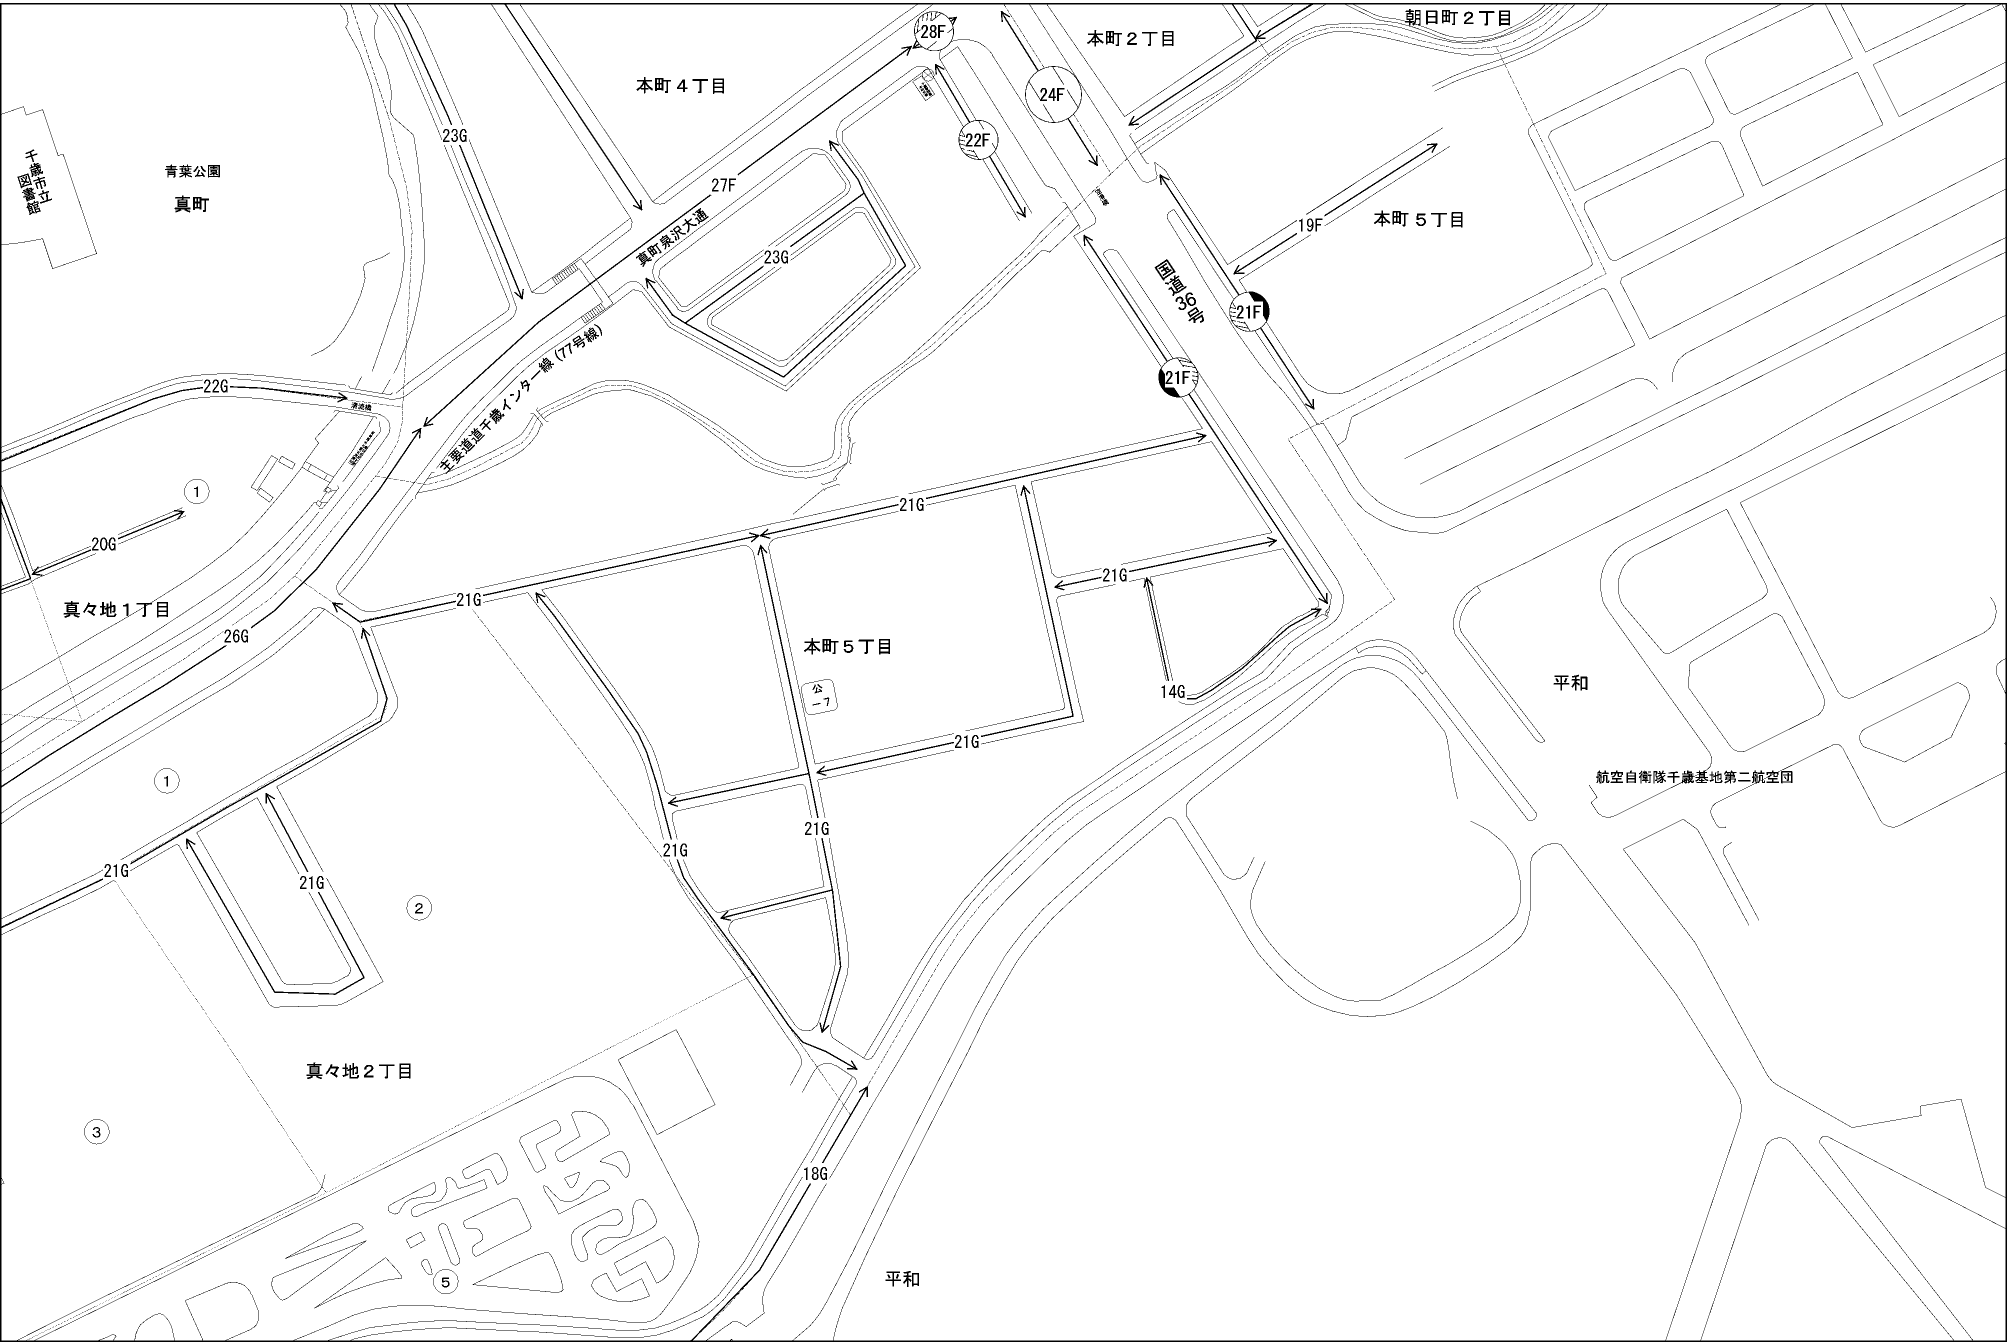 朝日町２丁目
28F
本町２丁目
本町４丁目
24F
23G
22F
青葉公園
千歳市立
図書館
真町
27F
本町５丁目
19F
真町泉沢大通
23G
国道36号
21F
21F
主要道道千歳インター線（77号線）
22G
清流橋
1
21G
20G
21G
21G
真々地１丁目
26G
本町５丁目
平和
公
－7
14G
21G
1
航空自衛隊千歳基地第二航空団
21G
21G
21G
21G
2
真々地２丁目
3
18G
5
平和